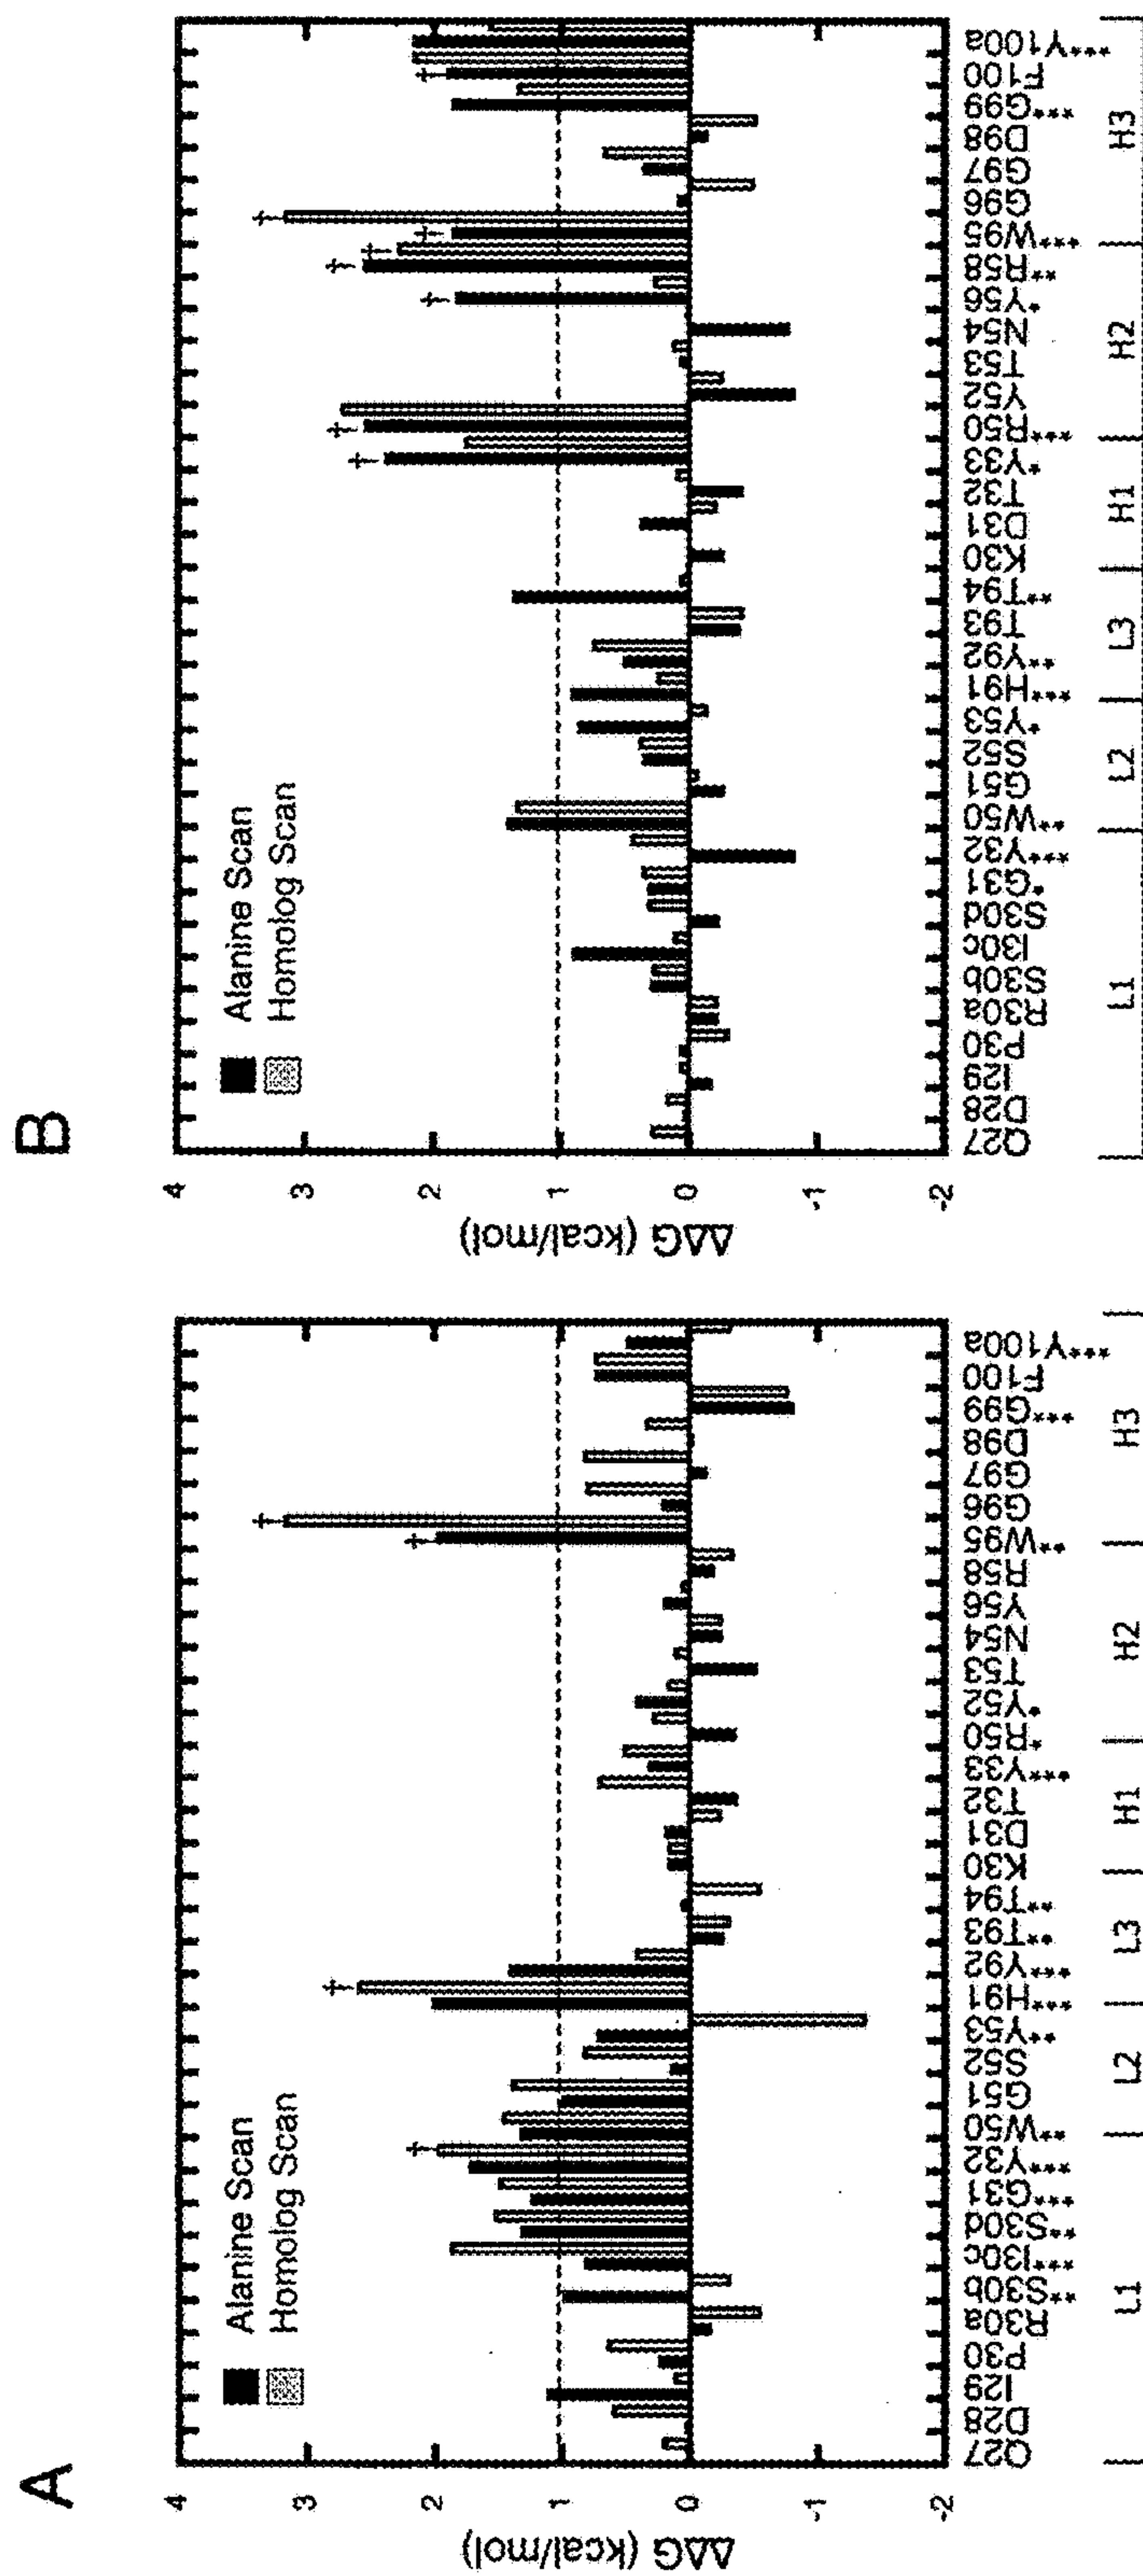 A
ΔΔG (kcal/mol)
4
3
2
1
0
-1
-2
Alanine Scan
Homolog Scan
Q27
D28
I29
P30
R30a
**S30b
***I30c
**S30d
***G31
***Y32
**W50
G51
S52
**Y53
***H91
***Y92
**T93
**T94
K30
D31
T32
***Y33
*R50
*Y52
T53
N54
Y56
R58
**W95
G96
G97
D98
***G99
F100
***Y100a
L1
L2
L3
H1
H2
H3
† † † †
B
ΔΔG (kcal/mol)
4
3
2
1
0
-1
-2
Alanine Scan
Homolog Scan
Q27
D28
I29
P30
R30a
S30b
I30c
S30d
*G31
***Y32
**W50
G51
S52
*Y53
***H91
**Y92
T93
**T94
K30
D31
T32
*Y33
***R50
Y52
T53
N54
*Y56
**R58
***W95
G96
G97
D98
***G99
F100
***Y100a
L1
L2
L3
H1
H2
H3
† † † † † † † †